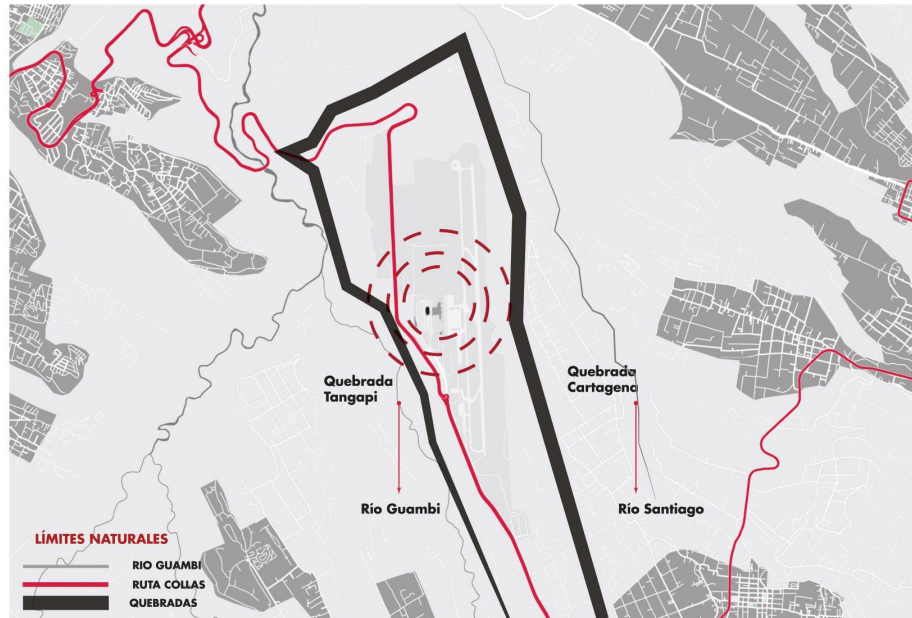 Quebrada
Tangapi
Quebrada
Cartagena
Río Guambi
Río Santiago
LÍMITES NATURALES
RIO GUAMBI
RUTA COLLAS
QUEBRADAS